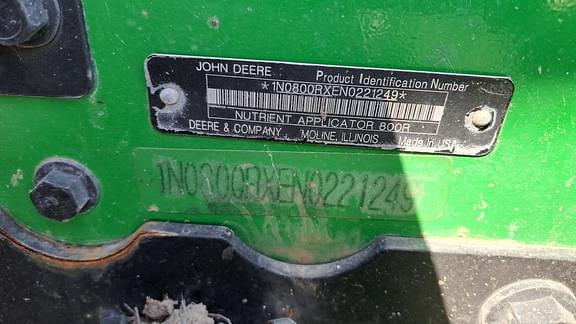 JOHN DEERE Product Identification Number
*1N0800RXEN0221249*
NUTRIENT APPLICATOR 800R
DEERE & COMPANY MOLINE, ILLINOIS Made in USA
1N0800RXEN0221249